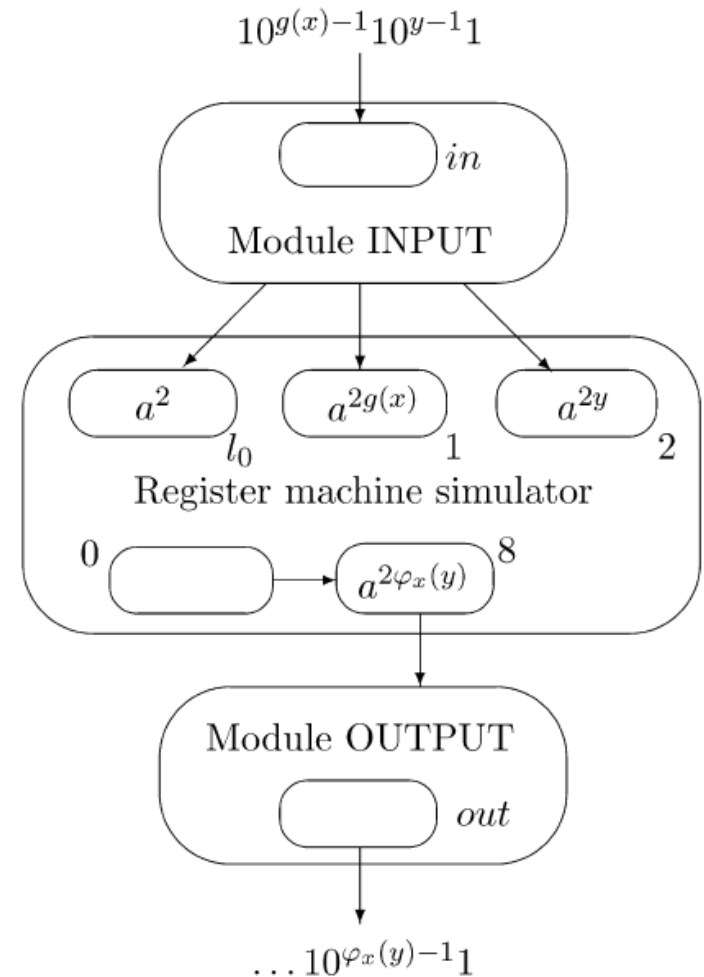 10^{g(x)−1}10^{y−1}1
in
Module INPUT
a^2 a^{2g(x)} a^{2y}
l_0 1 2
Register machine simulator
0 8
a^{2φ_x(y)}
Module OUTPUT
out
…10^{φ_x(y)−1}1